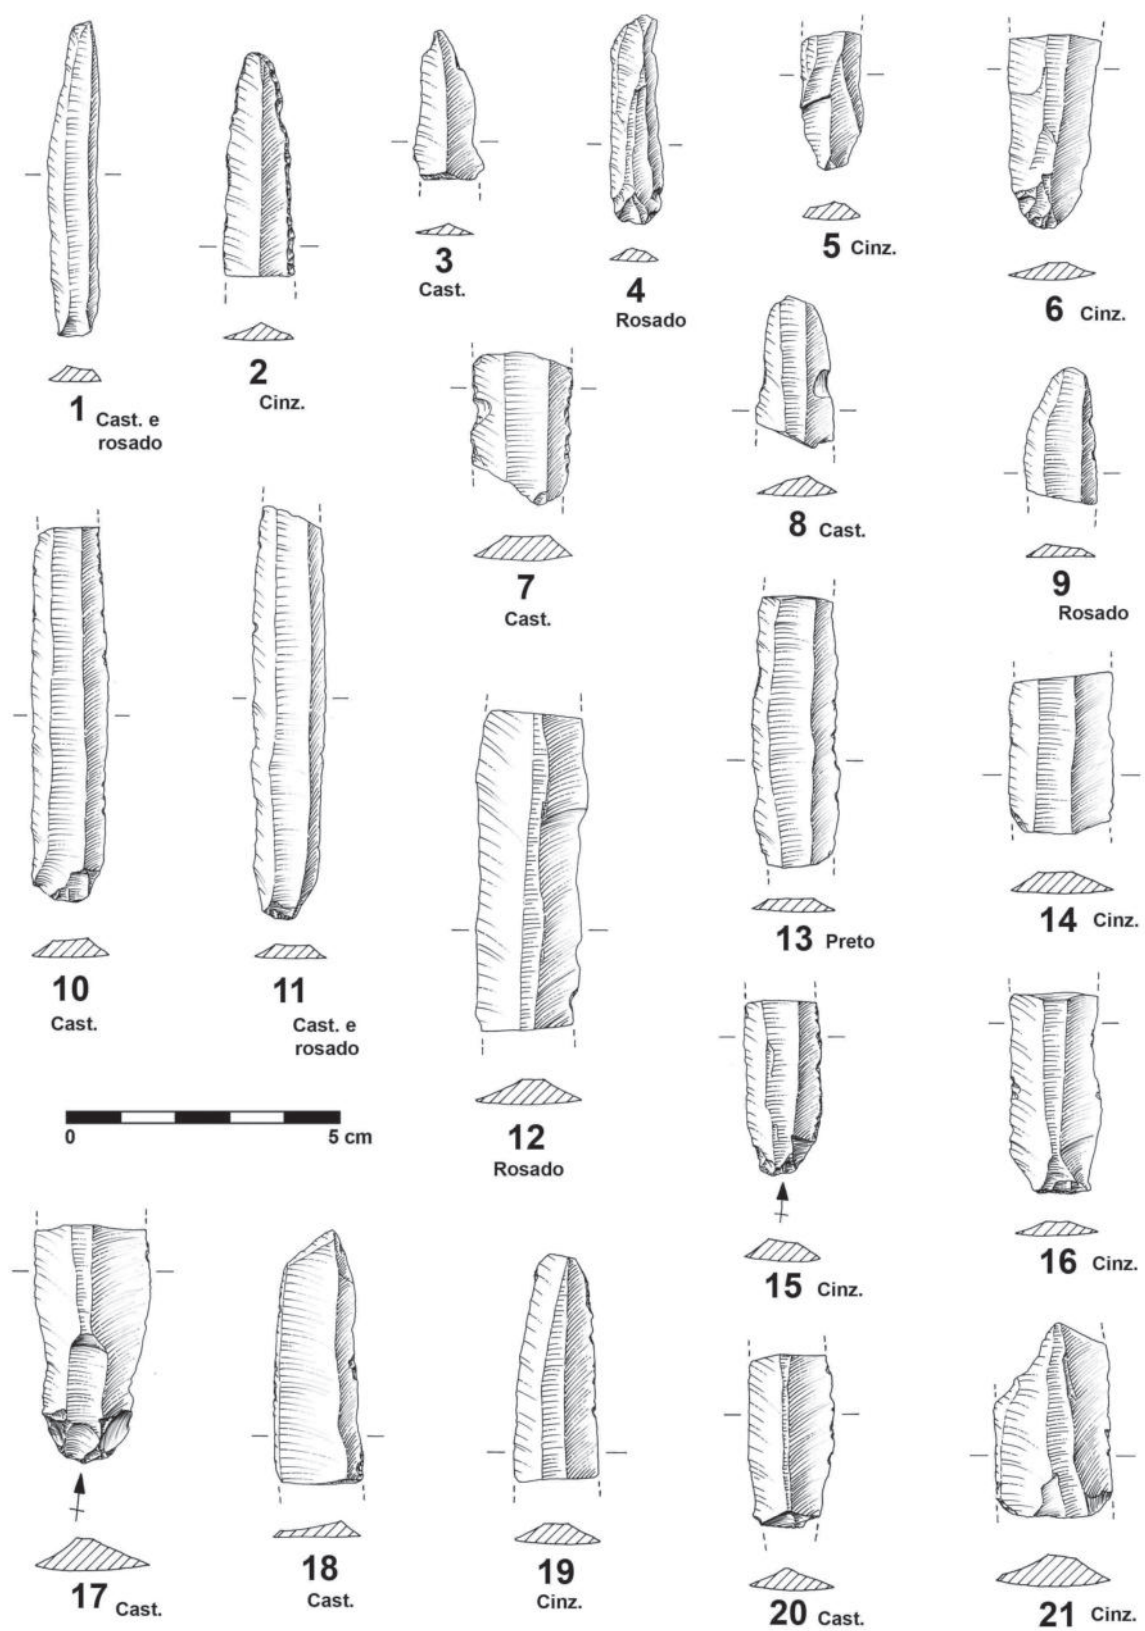 1 Cast. e
rosado
2
Cinz.
3
Cast.
4
Rosado
5 Cinz.
6 Cinz.
7
Cast.
8 Cast.
9
Rosado
10
Cast.
11
Cast. e
rosado
12
Rosado
13 Preto
14 Cinz.
0 5 cm
15 Cinz.
16 Cinz.
17 Cast.
18
Cast.
19
Cinz.
20 Cast.
21 Cinz.